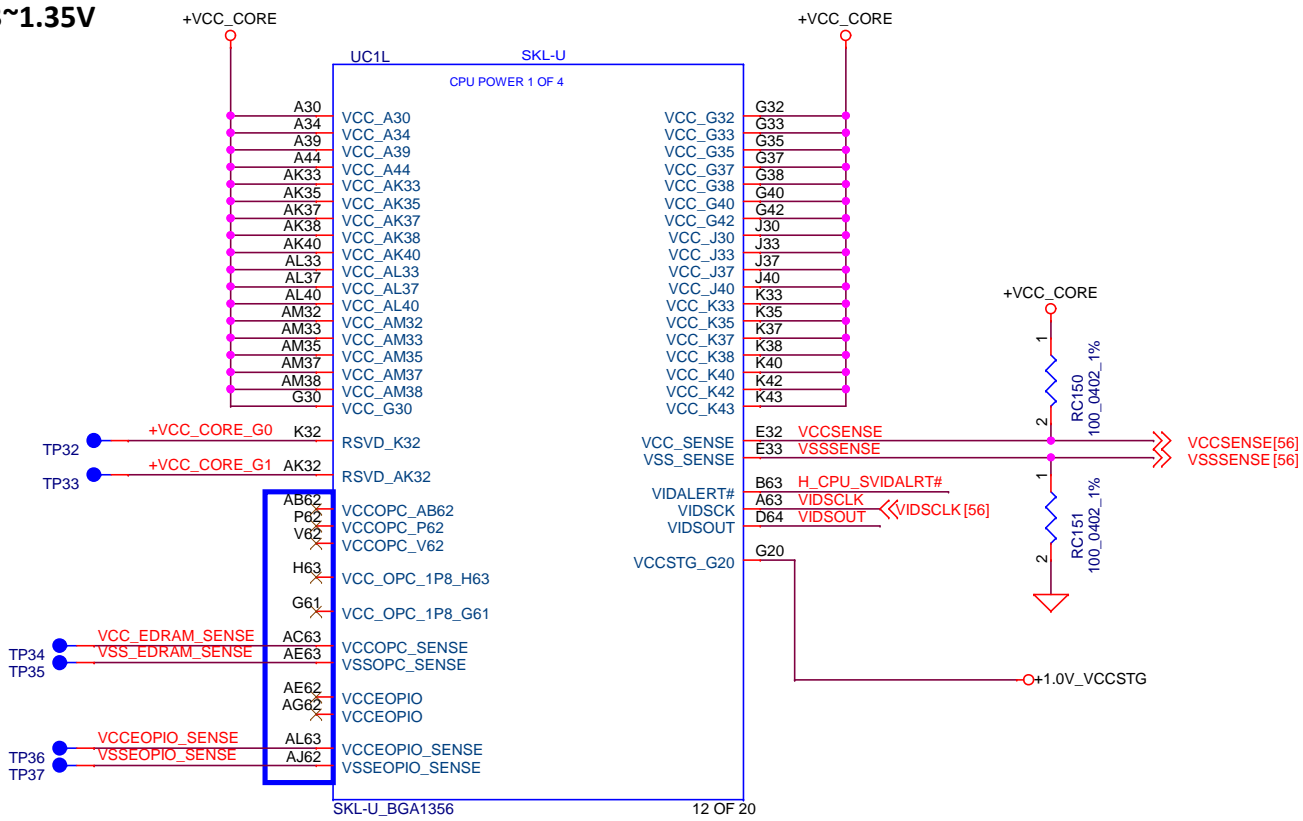 ~1.35V
+VCC_CORE
+VCC_CORE
UC1L
SKL-U
CPU POWER 1 OF 4
A30 VCC_A30
A34 VCC_A34
A39 VCC_A39
A44 VCC_A44
AK33 VCC_AK33
AK35 VCC_AK35
AK37 VCC_AK37
AK38 VCC_AK38
AK40 VCC_AK40
AL33 VCC_AL33
AL37 VCC_AL37
AL40 VCC_AL40
AM32 VCC_AM32
AM33 VCC_AM33
AM35 VCC_AM35
AM37 VCC_AM37
AM38 VCC_AM38
G30 VCC_G30
TP32 +VCC_CORE_G0 K32 RSVD_K32
TP33 +VCC_CORE_G1 AK32 RSVD_AK32
AB62 VCCOPC_AB62
P62 VCCOPC_P62
V62 VCCOPC_V62
H63 VCC_OPC_1P8_H63
G61 VCC_OPC_1P8_G61
TP34 VCC_EDRAM_SENSE AC63 VCCOPC_SENSE
TP35 VSS_EDRAM_SENSE AE63 VSSOPC_SENSE
AE62 VCCEOPIO
AG62 VCCEOPIO
TP36 VCCEOPIO_SENSE AL63 VCCEOPIO_SENSE
TP37 VSSEOPIO_SENSE AJ62 VSSEOPIO_SENSE
VCC_G32 G32
VCC_G33 G33
VCC_G35 G35
VCC_G37 G37
VCC_G38 G38
VCC_G40 G40
VCC_G42 G42
VCC_J30 J30
VCC_J33 J33
VCC_J37 J37
VCC_J40 J40
VCC_K33 K33
VCC_K35 K35
VCC_K37 K37
VCC_K38 K38
VCC_K40 K40
VCC_K42 K42
VCC_K43 K43
VCC_SENSE E32 VCCSENSE VCCSENSE[56]
VSS_SENSE E33 VSSSENSE VSSSENSE[56]
VIDALERT# B63 H_CPU_SVIDALRT#
VIDSCK A63 VIDSCLK VIDSCLK [56]
VIDSOUT D64 VIDSOUT
VCCSTG_G20 G20
+1.0V_VCCSTG
+VCC_CORE
1
RC150
100_0402_1%
2
1
RC151
100_0402_1%
2
SKL-U_BGA1356
12 OF 20